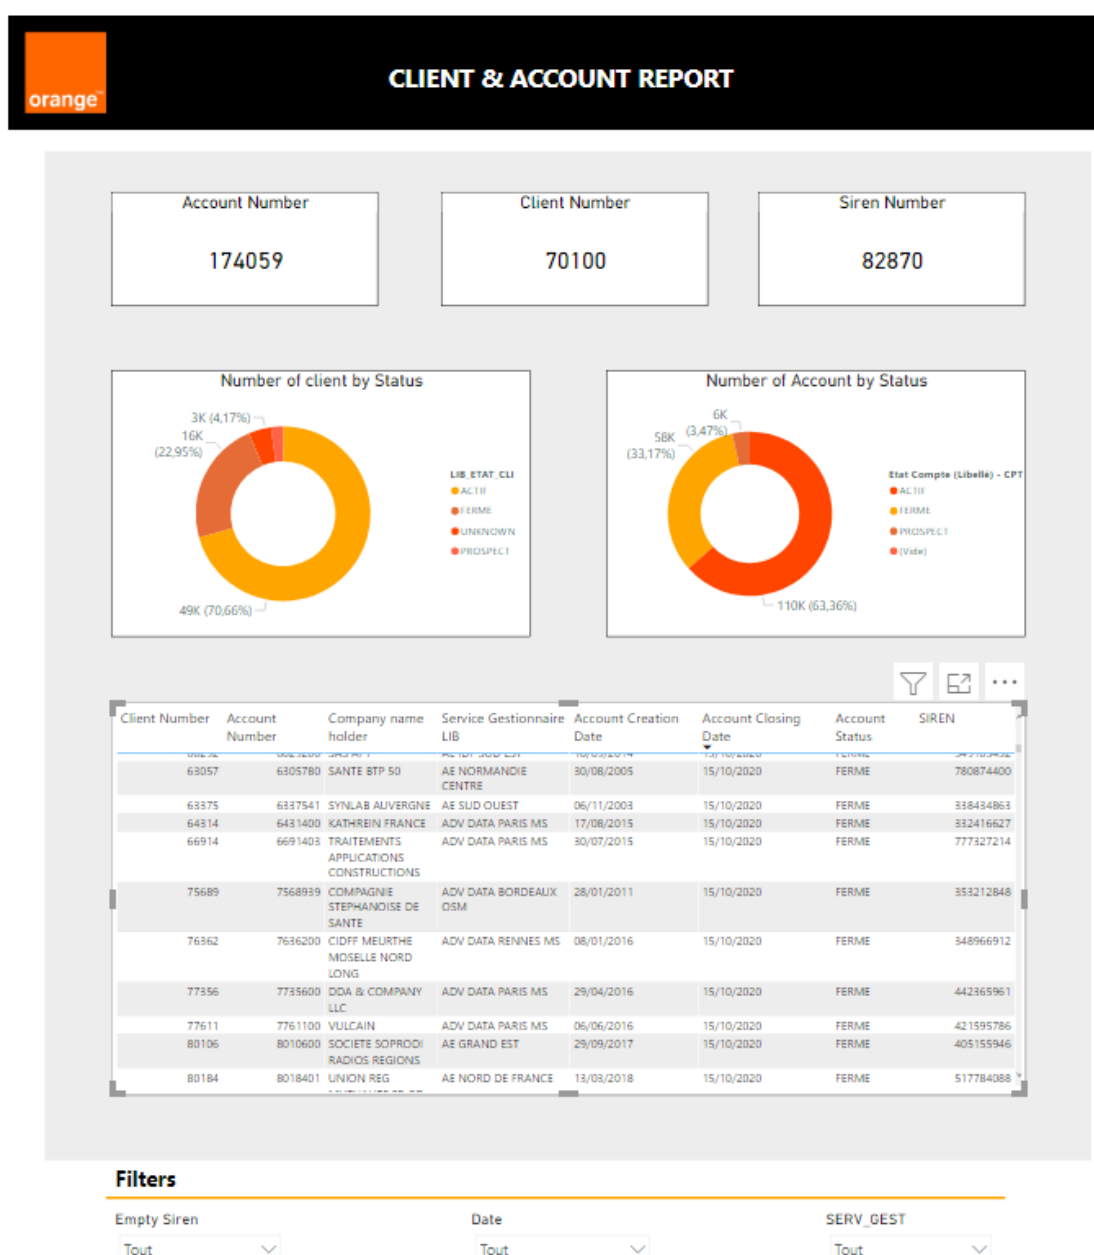 orange™
CLIENT & ACCOUNT REPORT
Account Number
174059
Client Number
70100
Siren Number
82870
Number of client by Status
3K (4,17%)
16K
(22,95%)
49K (70,66%)
LIB_ETAT_CLI
ACTIF
FERME
UNKNOWN
PROSPECT
Number of Account by Status
6K
(3,47%)
58K
(33,17%)
110K (63,36%)
Etat Compte (Libellé) - CPT
ACTIF
FERME
PROSPECT
(Vide)
Client Number Account Number Company name holder Service Gestionnaire LIB Account Creation Date Account Closing Date Account Status SIREN
63057 6305780 SANTE BTP 50 AE NORMANDIE CENTRE 30/08/2005 15/10/2020 FERME 780874400
63375 6337541 SYNLAB AUVERGNE AE SUD OUEST 06/11/2003 15/10/2020 FERME 338434863
64314 6431400 KATHREIN FRANCE ADV DATA PARIS MS 17/08/2015 15/10/2020 FERME 332416627
66914 6691403 TRAITEMENTS APPLICATIONS CONSTRUCTIONS ADV DATA PARIS MS 30/07/2015 15/10/2020 FERME 777327214
75689 7568939 COMPAGNIE STEPHANOISE DE SANTE ADV DATA BORDEAUX OSM 28/01/2011 15/10/2020 FERME 353212848
76362 7636200 CIDFF MEURTHE MOSELLE NORD LONG ADV DATA RENNES MS 08/01/2016 15/10/2020 FERME 348966912
77356 7735600 DDA & COMPANY LLC ADV DATA PARIS MS 29/04/2016 15/10/2020 FERME 442365961
77611 7761100 VULCAIN ADV DATA PARIS MS 06/06/2016 15/10/2020 FERME 421595786
80106 8010600 SOCIETE SOPRODI RADIOS REGIONS AE GRAND EST 29/09/2017 15/10/2020 FERME 405155946
80184 8018401 UNION REG AE NORD DE FRANCE 13/03/2018 15/10/2020 FERME 517784088
Filters
Empty Siren
Tout
Date
Tout
SERV_GEST
Tout